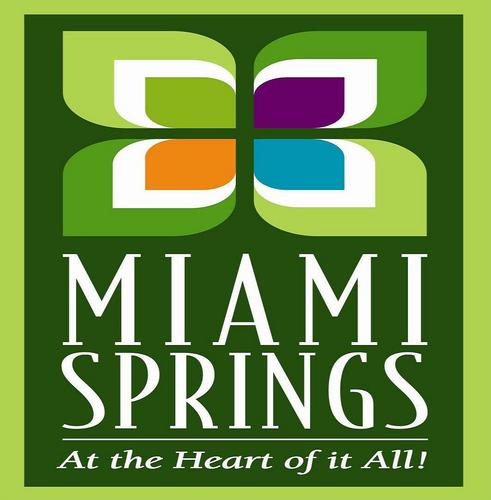 MIAMI
SPRINGS
At the Heart of it All!